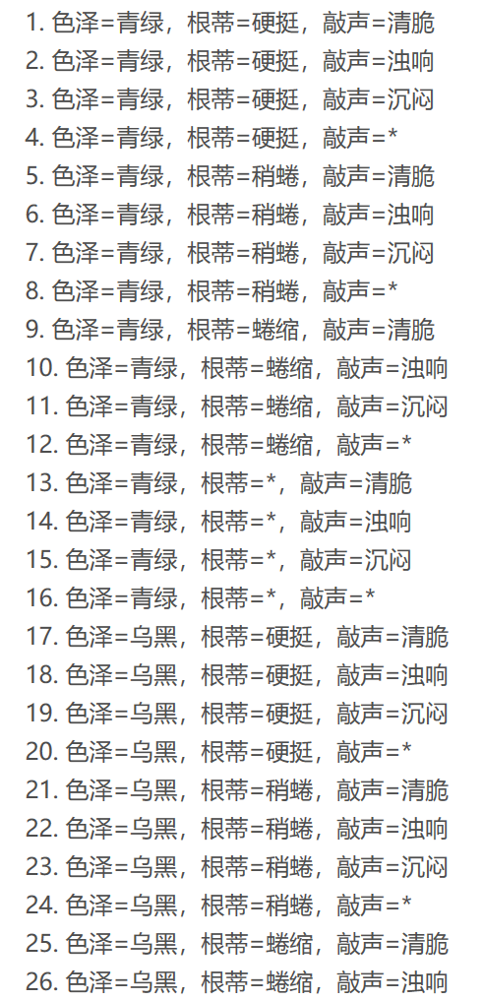 1. 色泽=青绿，根蒂=硬挺，敲声=清脆
2. 色泽=青绿，根蒂=硬挺，敲声=浊响
3. 色泽=青绿，根蒂=硬挺，敲声=沉闷
4. 色泽=青绿，根蒂=硬挺，敲声=*
5. 色泽=青绿，根蒂=稍蜷，敲声=清脆
6. 色泽=青绿，根蒂=稍蜷，敲声=浊响
7. 色泽=青绿，根蒂=稍蜷，敲声=沉闷
8. 色泽=青绿，根蒂=稍蜷，敲声=*
9. 色泽=青绿，根蒂=蜷缩，敲声=清脆
10. 色泽=青绿，根蒂=蜷缩，敲声=浊响
11. 色泽=青绿，根蒂=蜷缩，敲声=沉闷
12. 色泽=青绿，根蒂=蜷缩，敲声=*
13. 色泽=青绿，根蒂=*，敲声=清脆
14. 色泽=青绿，根蒂=*，敲声=浊响
15. 色泽=青绿，根蒂=*，敲声=沉闷
16. 色泽=青绿，根蒂=*，敲声=*
17. 色泽=乌黑，根蒂=硬挺，敲声=清脆
18. 色泽=乌黑，根蒂=硬挺，敲声=浊响
19. 色泽=乌黑，根蒂=硬挺，敲声=沉闷
20. 色泽=乌黑，根蒂=硬挺，敲声=*
21. 色泽=乌黑，根蒂=稍蜷，敲声=清脆
22. 色泽=乌黑，根蒂=稍蜷，敲声=浊响
23. 色泽=乌黑，根蒂=稍蜷，敲声=沉闷
24. 色泽=乌黑，根蒂=稍蜷，敲声=*
25. 色泽=乌黑，根蒂=蜷缩，敲声=清脆
26. 色泽=乌黑，根蒂=蜷缩，敲声=浊响